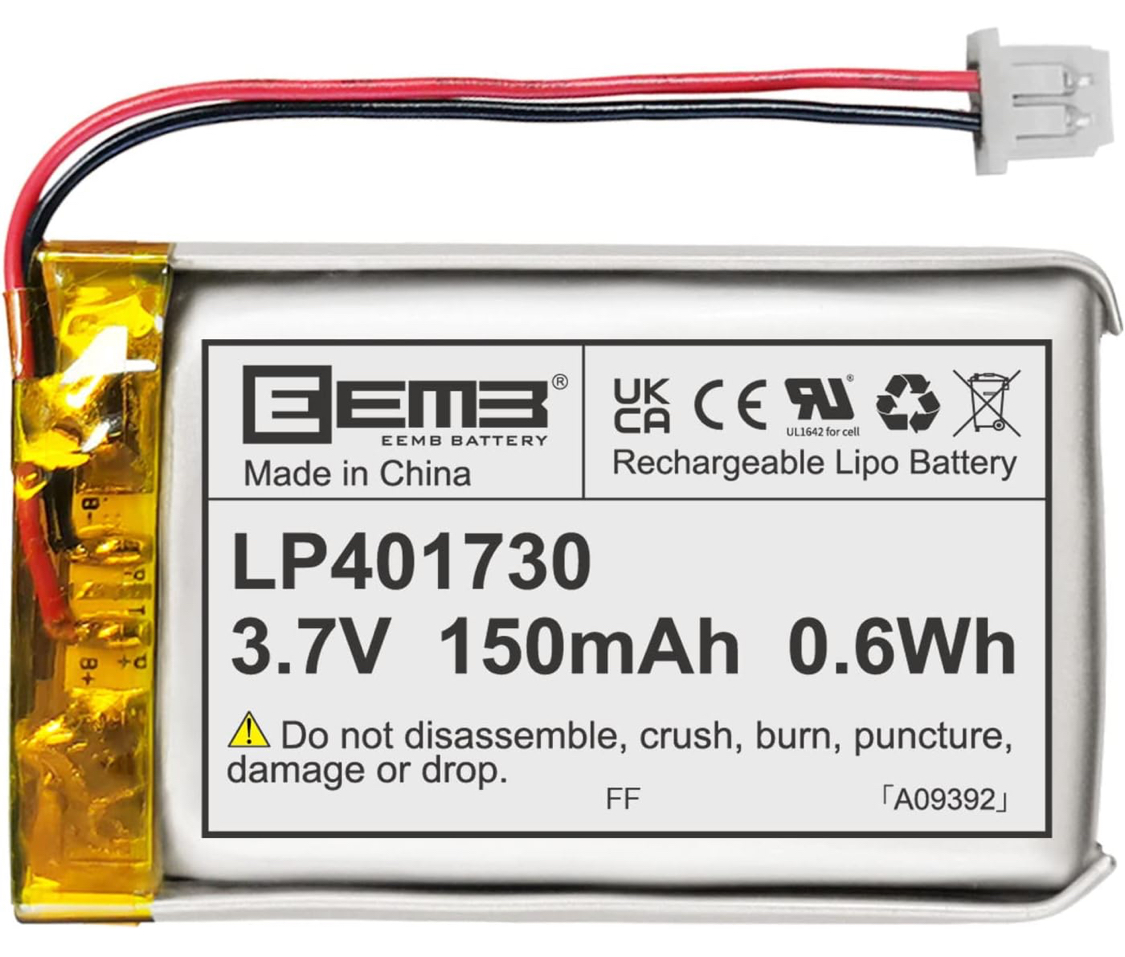 EEMB®
EEMB BATTERY
Made in China
UK
CA
CE
RU®
UL1642 for cell
Rechargeable Lipo Battery
LP401730
3.7V 150mAh 0.6Wh
Do not disassemble, crush, burn, puncture,
damage or drop.
FF
「A09392」
B-
P+
B+